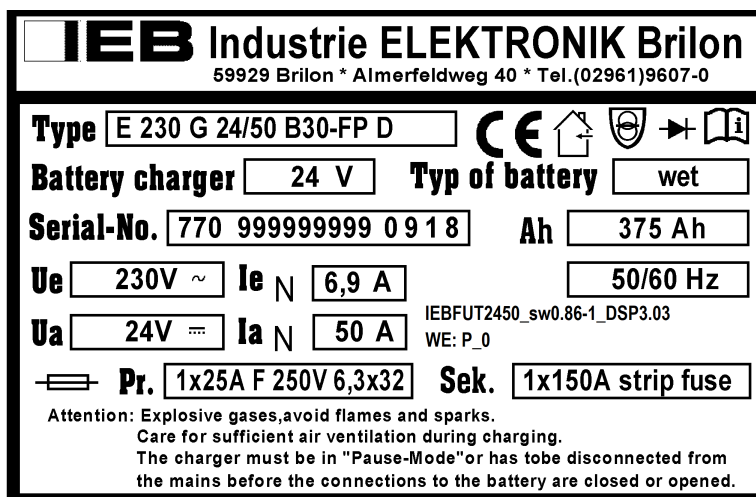 IEB Industrie ELEKTRONIK Brilon
59929 Brilon * Almerfeldweg 40 * Tel.(02961)9607-0
Type E 230 G 24/50 B30-FP D CE i
Battery charger 24 V Typ of battery wet
Serial-No. 770 999999999 0918 Ah 375 Ah
Ue 230V ~ Ie N 6,9 A 50/60 Hz
IEBFUT2450_sw0.86-1_DSP3.03
Ua 24V Ia N 50 A WE: P_0
Pr. 1x25A F 250V 6,3x32 Sek. 1x150A strip fuse
Attention: Explosive gases,avoid flames and sparks.
Care for sufficient air ventilation during charging.
The charger must be in "Pause-Mode"or has tobe disconnected from
the mains before the connections to the battery are closed or opened.